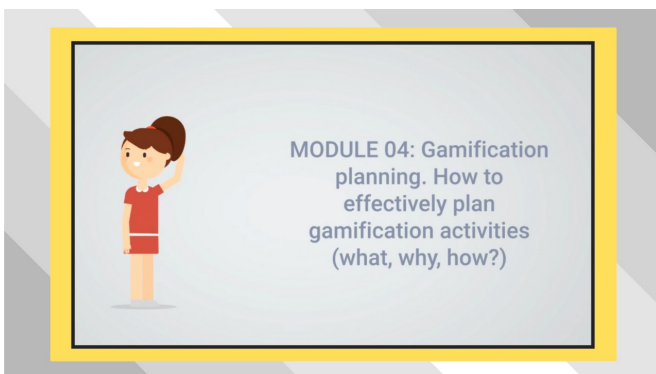 MODULE 04: Gamification
planning. How to
effectively plan
gamification activities
(what, why, how?)